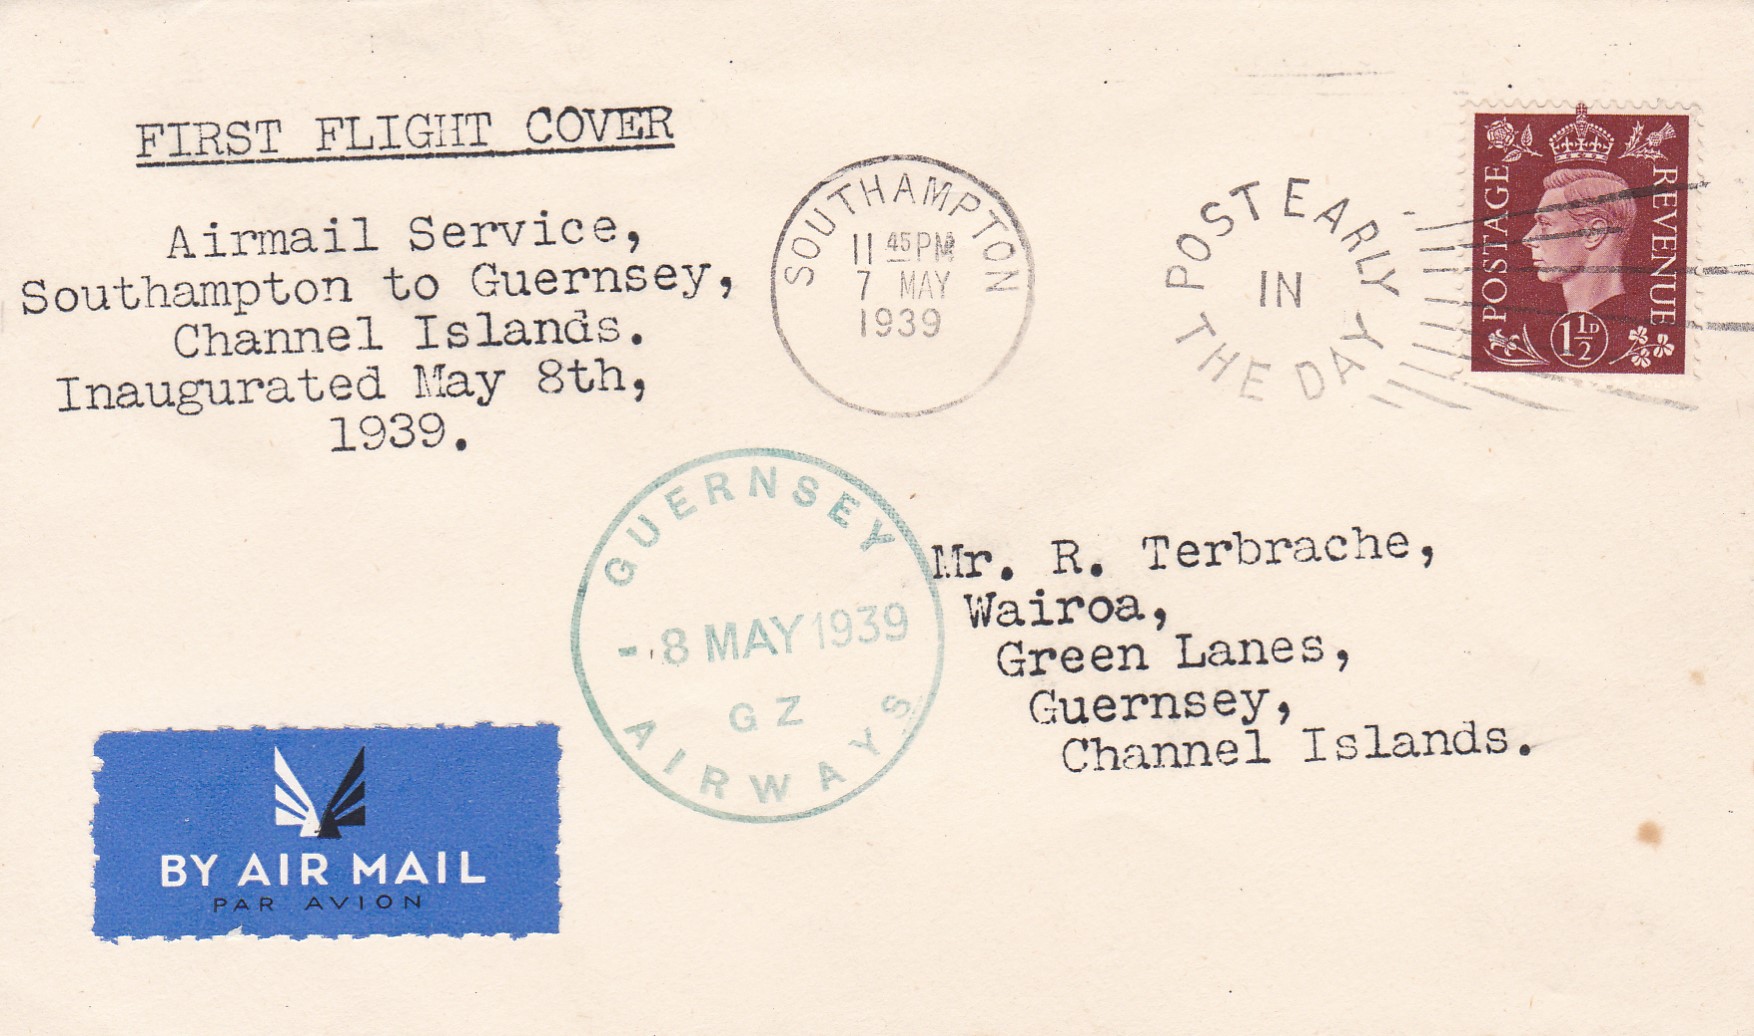 FIRST FLIGHT COVER
Airmail Service,
Southampton to Guernsey,
Channel Islands.
Inaugurated May 8th,
1939.
SOUTHAMPTON
11 45 PM
7 MAY
1939
POST EARLY
IN
THE DAY
POSTAGE
REVENUE
1½D
GUERNSEY
- 8 MAY 1939
GZ
AIRWAYS
Mr. R. Terbrache,
Wairoa,
Green Lanes,
Guernsey,
Channel Islands.
BY AIR MAIL
PAR AVION